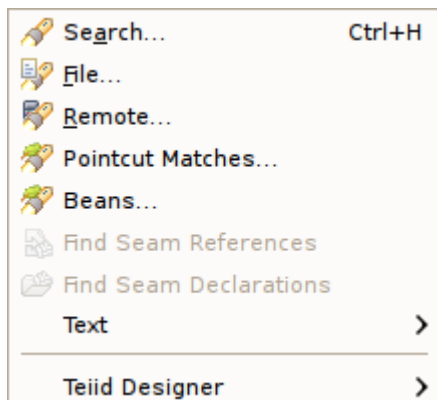 Search... Ctrl+H
File...
Remote...
Pointcut Matches...
Beans...
Find Seam References
Find Seam Declarations
Text
Teiid Designer